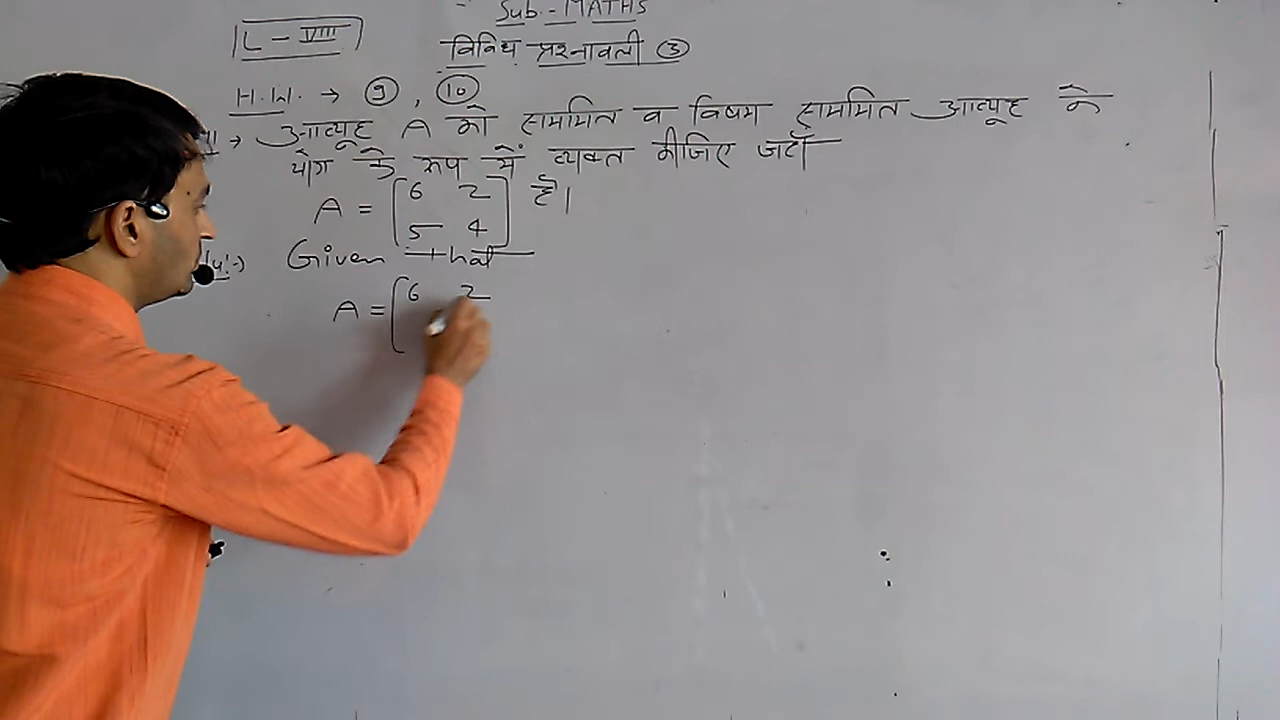 Sub.-MATHS
L - VIII
विविध प्रश्नावली ③
H.W. → ⑨ , ⑩
→ आव्यूह A को सममित व विषम सममित आव्यूह के
योग के रूप में व्यक्त कीजिए जहाँ
A = [6 2
5 4] है।
Given that
A = [6 2